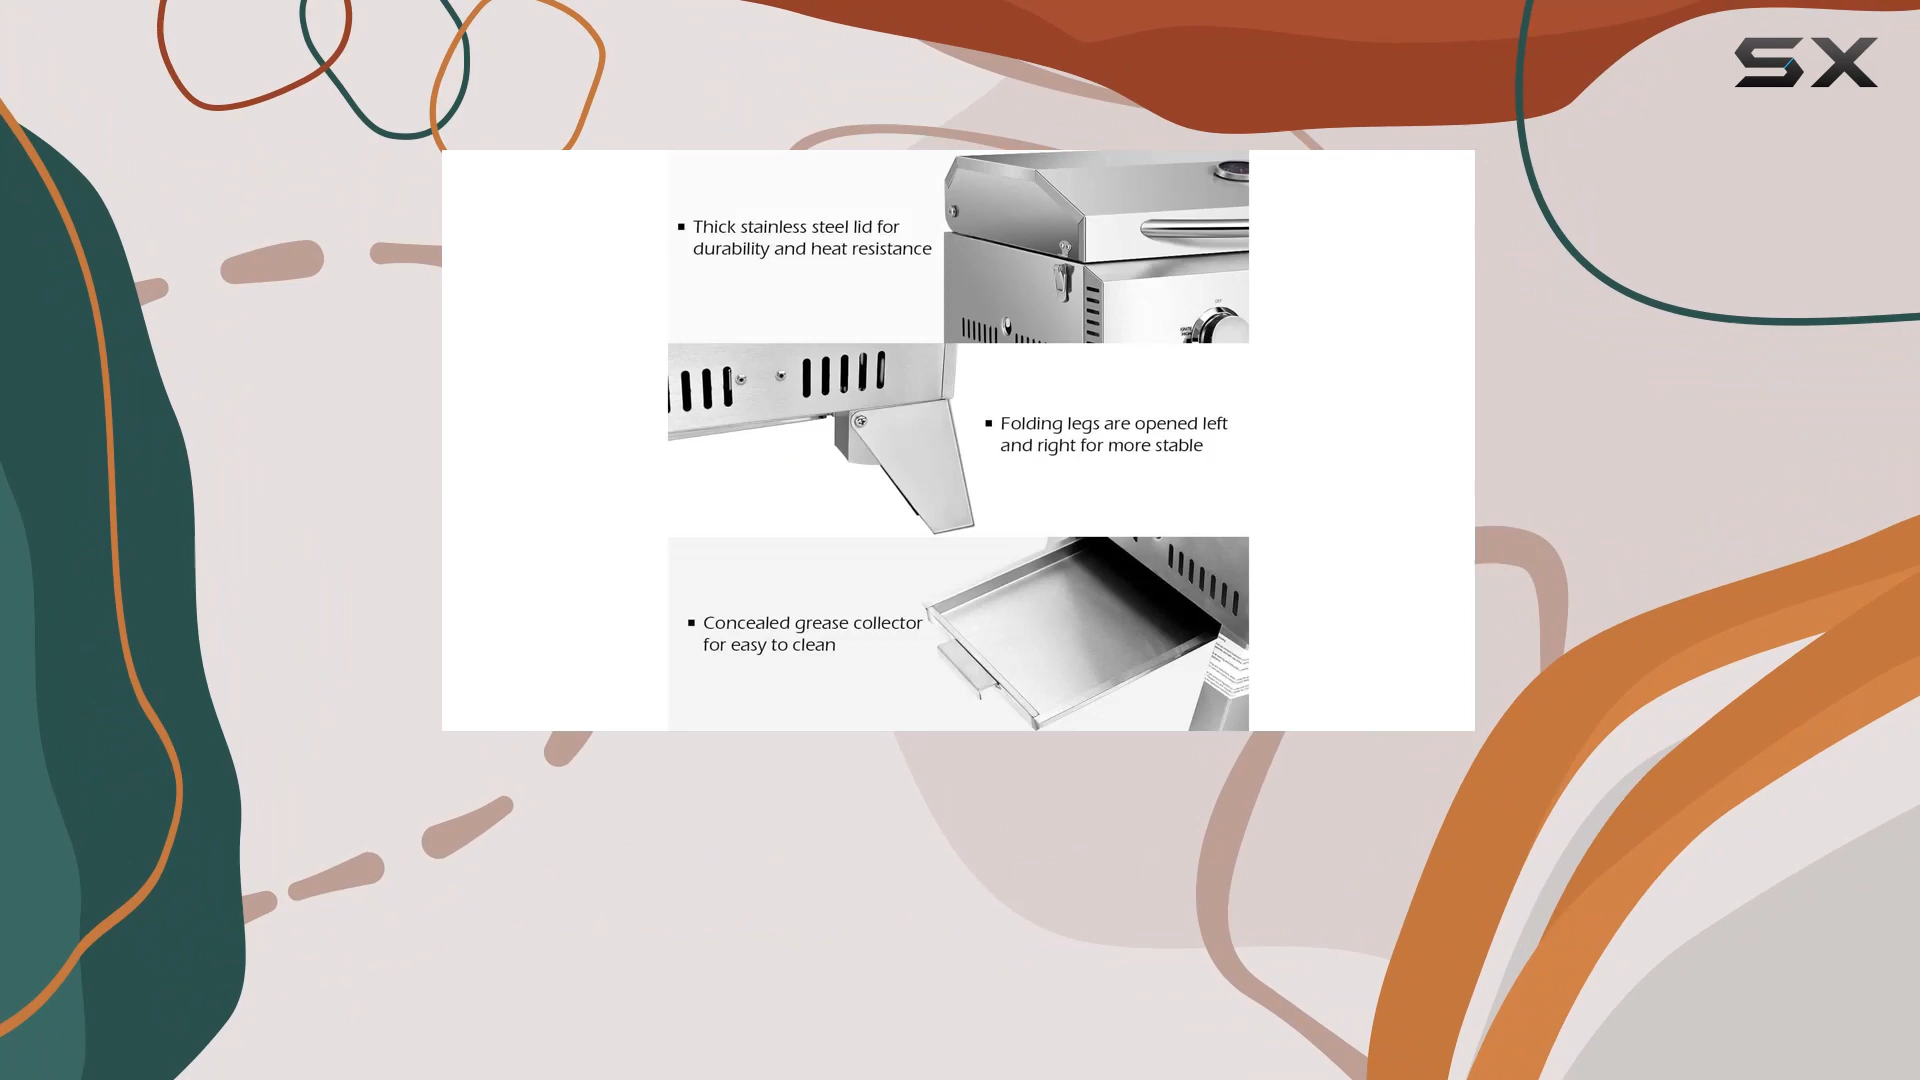 SX
▪ Thick stainless steel lid for
durability and heat resistance
OFF
▪ Folding legs are opened left
and right for more stable
▪ Concealed grease collector
for easy to clean